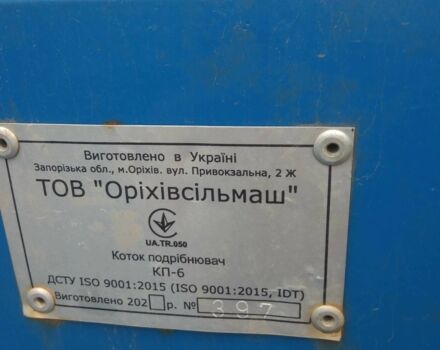 Виготовлено в Україні
Запорізька обл., м.Оріхів. вул. Привокзальна, 2 Ж
ТОВ "Оріхівсільмаш"
UA.TR.050
Коток подрібнювач
КП-6
ДСТУ ISO 9001:2015 (ISO 9001:2015, IDT)
Виготовлено 202 р. № 397